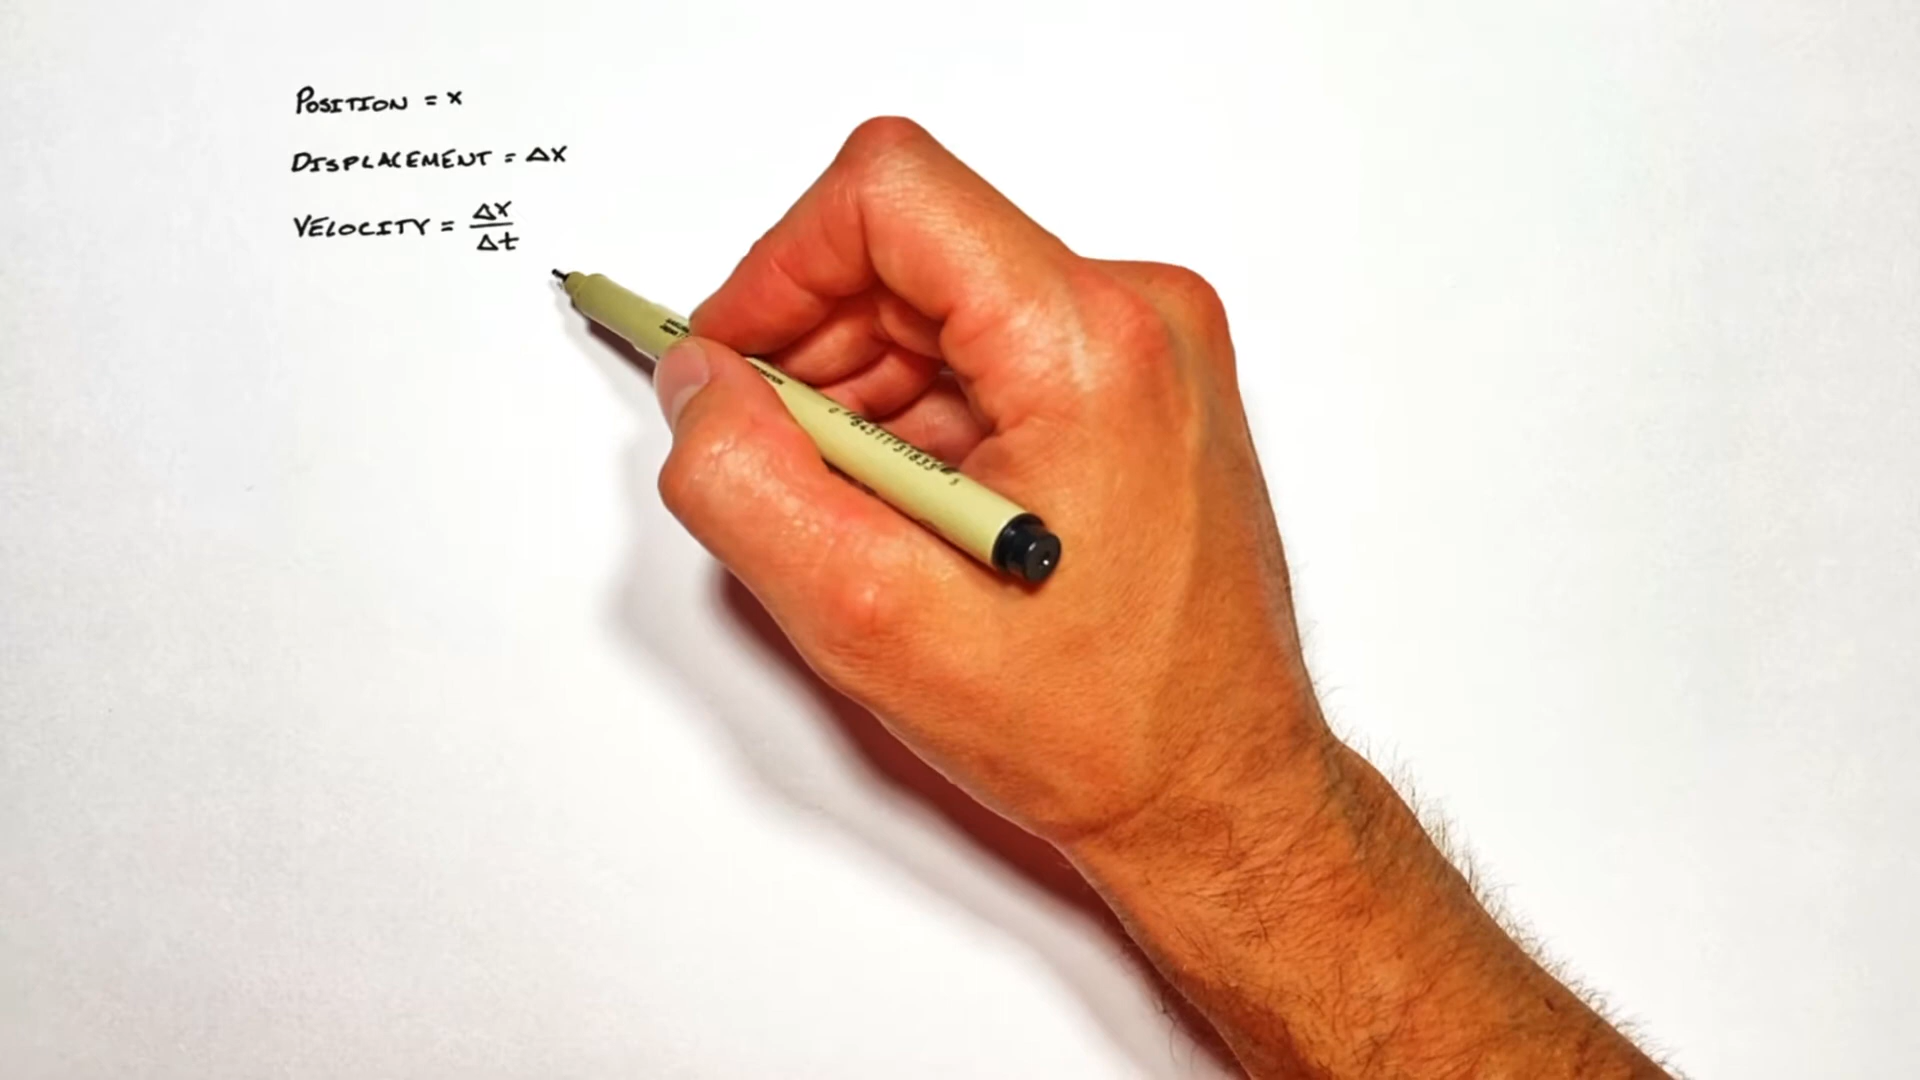 POSITION = x
DISPLACEMENT = Δx
VELOCITY = Δx/Δt